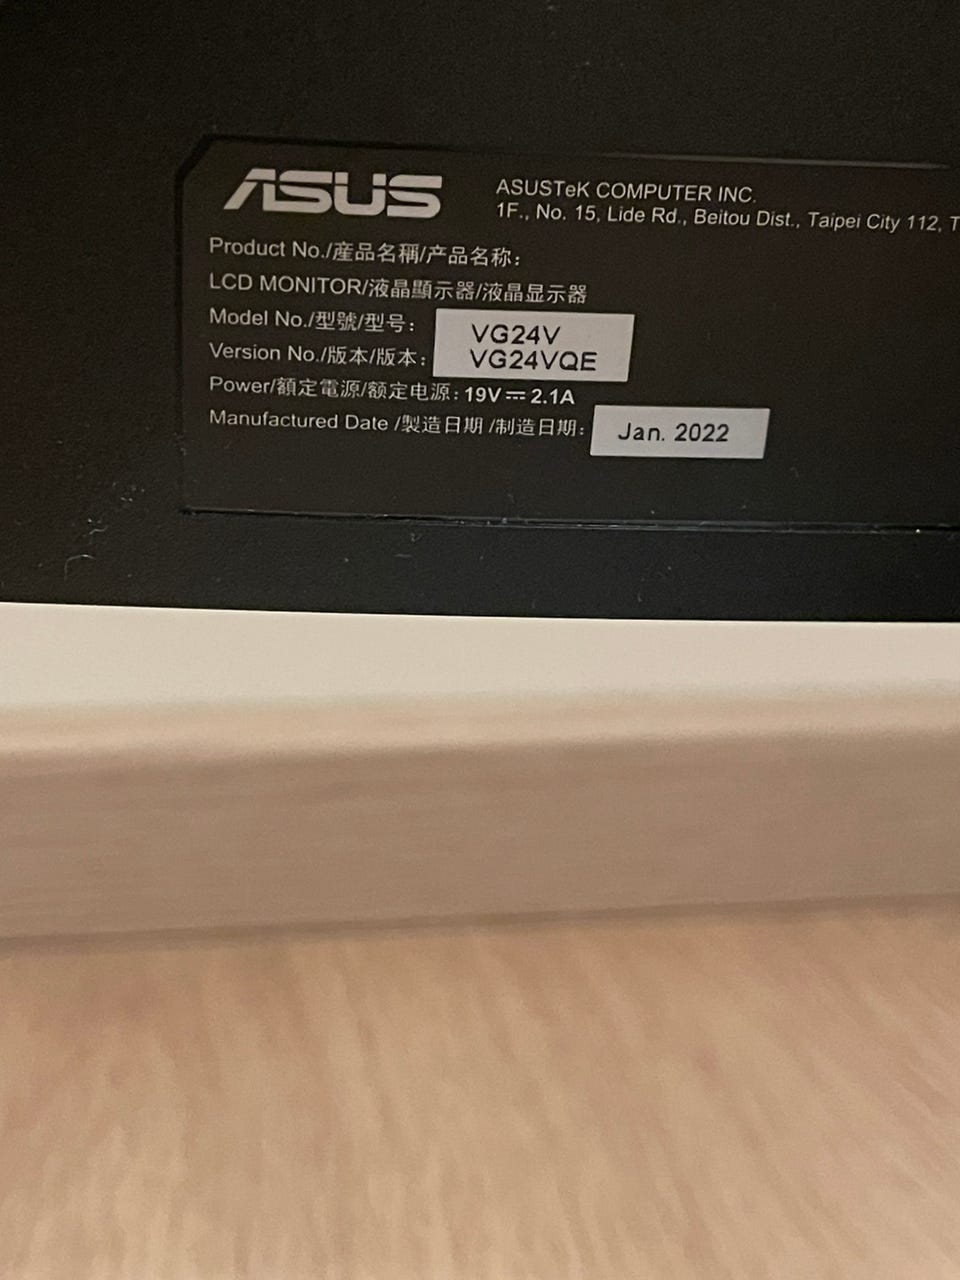 ASUS
ASUSTeK COMPUTER INC.
1F., No. 15, Lide Rd., Beitou Dist., Taipei City 112,
Product No./產品名稱/产品名称:
LCD MONITOR/液晶顯示器/液晶显示器
Model No./型號/型号: VG24V
Version No./版本/版本: VG24VQE
Power/額定電源/额定电源: 19V⎓2.1A
Manufactured Date /製造日期 /制造日期: Jan. 2022